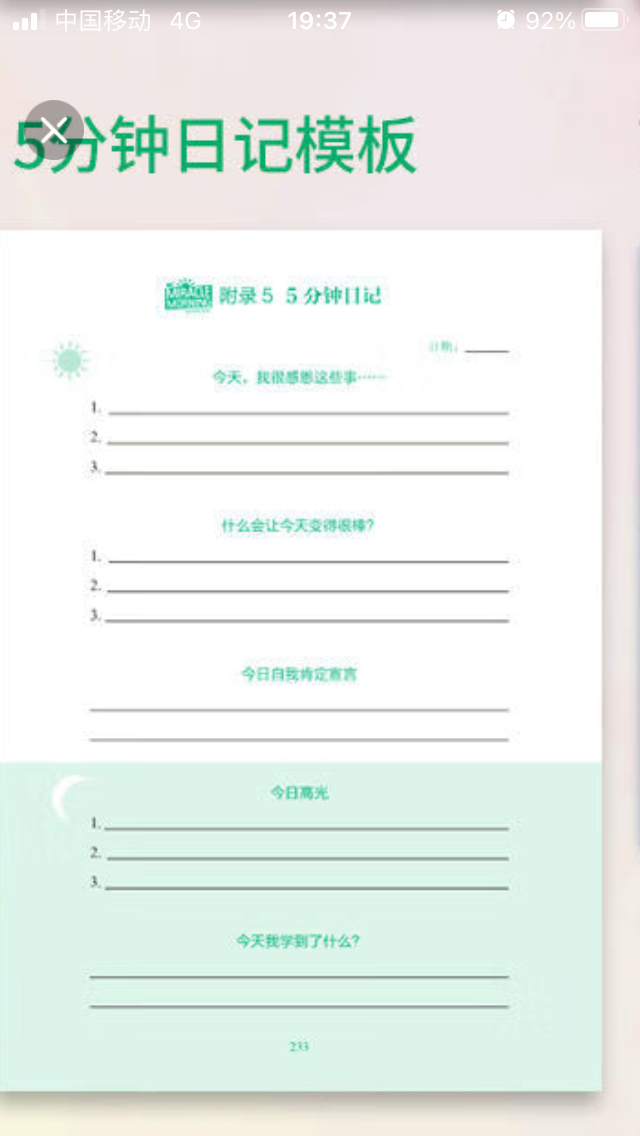 中国移动 4G 19:37 92%
5分钟日记模板
MIRACLE MORNING 附录 5 5 分钟日记
日期：
今天，我很感恩这些事……
1.
2.
3.
什么会让今天变得很棒？
1.
2.
3.
今日自我肯定宣言
今日高光
1.
2.
3.
今天我学到了什么？
233